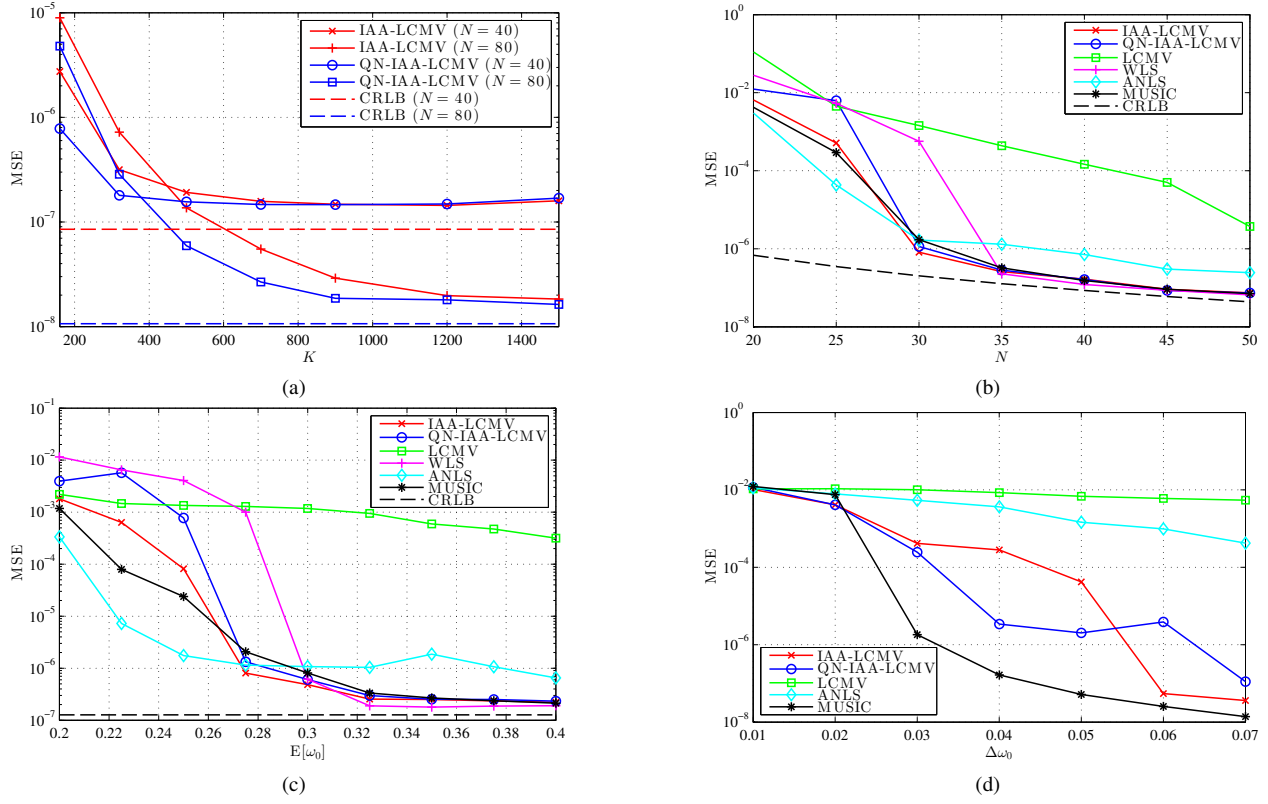 10^-5
10^-6
10^-7
10^-8
MSE
200 400 600 800 1000 1200 1400
K
IAA-LCMV (N = 40)
IAA-LCMV (N = 80)
QN-IAA-LCMV (N = 40)
QN-IAA-LCMV (N = 80)
CRLB (N = 40)
CRLB (N = 80)
(a)
10^0
10^-2
10^-4
10^-6
10^-8
MSE
20 25 30 35 40 45 50
N
IAA-LCMV
QN-IAA-LCMV
LCMV
WLS
ANLS
MUSIC
CRLB
(b)
10^-1
10^-2
10^-3
10^-4
10^-5
10^-6
10^-7
MSE
0.2 0.22 0.24 0.26 0.28 0.3 0.32 0.34 0.36 0.38 0.4
E[ω0]
IAA-LCMV
QN-IAA-LCMV
LCMV
WLS
ANLS
MUSIC
CRLB
(c)
10^0
10^-2
10^-4
10^-6
10^-8
MSE
0.01 0.02 0.03 0.04 0.05 0.06 0.07
Δω0
IAA-LCMV
QN-IAA-LCMV
LCMV
ANLS
MUSIC
(d)